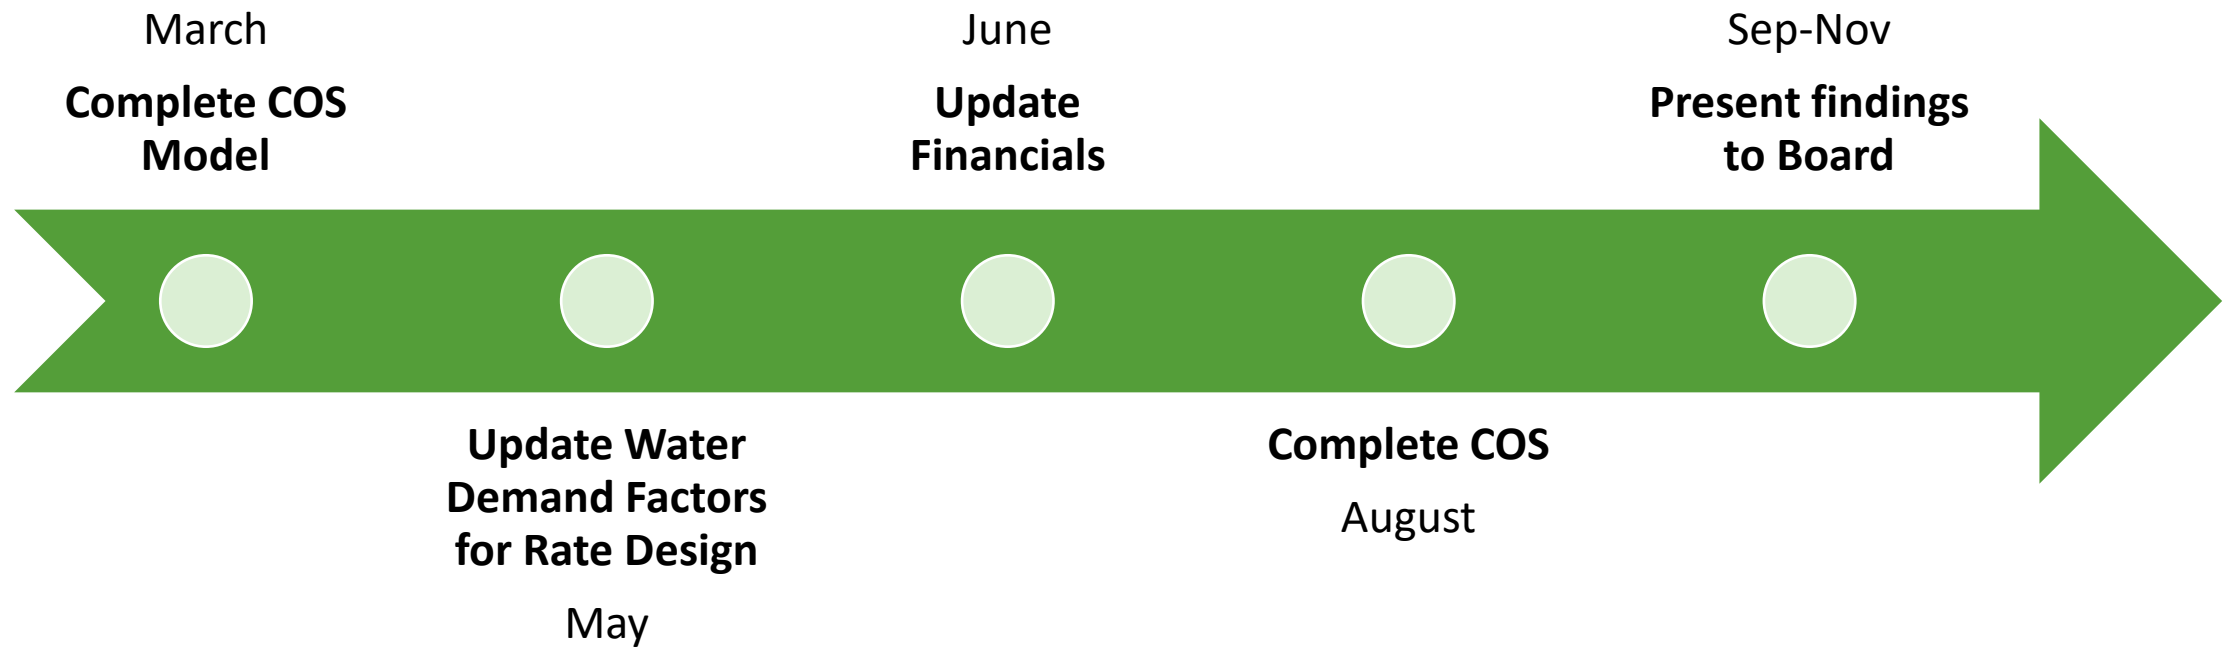 March
Complete COS
Model
Update Water
Demand Factors
for Rate Design
May
June
Update
Financials
Complete COS
August
Sep-Nov
Present findings
to Board